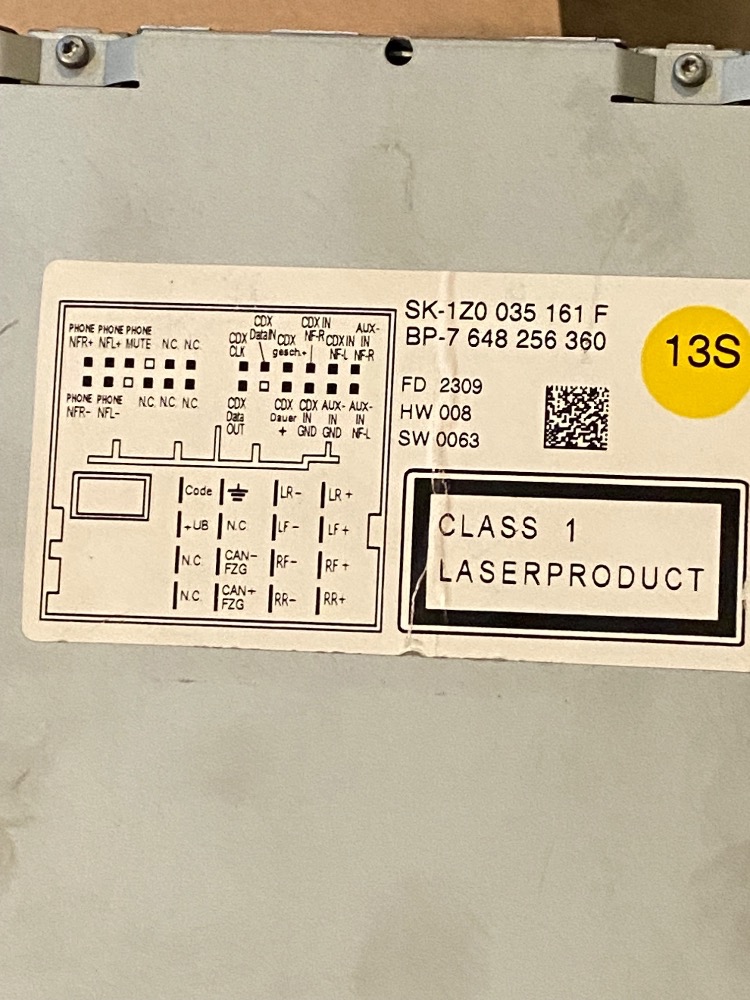 SK-1Z0 035 161 F
BP-7 648 256 360
13S
FD 2309
HW 008
SW 0063
CLASS 1
LASERPRODUCT
PHONE PHONE PHONE
NFR+ NFL+ MUTE N.C. N.C.
PHONE PHONE
NFR- NFL- N.C. N.C. N.C.
CDX
CLK
CDX
DataIN
CDX
gesch.+
CDX IN
NF-R
CDX IN
NF-L
AUX-
IN
NF-R
CDX
Data
OUT
CDX
Dauer
+
CDX
IN
GND
AUX-
IN
GND
AUX-
IN
NF-L
Code LR- LR+
+UB N.C. LF- LF+
N.C. CAN-
FZG RF- RF+
N.C. CAN+
FZG RR- RR+